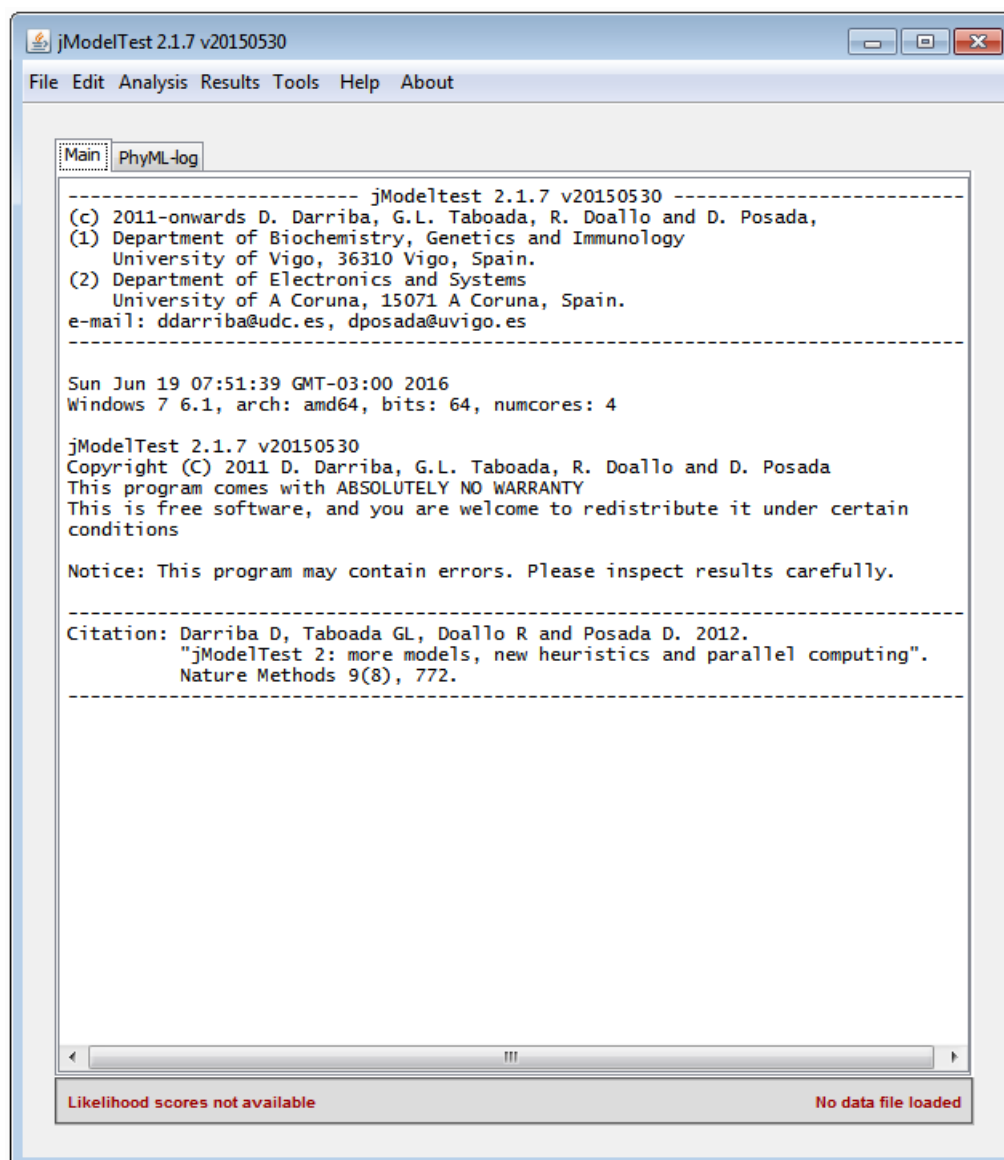 jModelTest 2.1.7 v20150530
File Edit Analysis Results Tools Help About
Main PhyML-log
-------------------------- jModeltest 2.1.7 v20150530 --------------------------
(c) 2011-onwards D. Darriba, G.L. Taboada, R. Doallo and D. Posada,
(1) Department of Biochemistry, Genetics and Immunology
    University of Vigo, 36310 Vigo, Spain.
(2) Department of Electronics and Systems
    University of A Coruna, 15071 A Coruna, Spain.
e-mail: ddarriba@udc.es, dposada@uvigo.es
--------------------------------------------------------------------------------
Sun Jun 19 07:51:39 GMT-03:00 2016
Windows 7 6.1, arch: amd64, bits: 64, numcores: 4
jModelTest 2.1.7 v20150530
Copyright (C) 2011 D. Darriba, G.L. Taboada, R. Doallo and D. Posada
This program comes with ABSOLUTELY NO WARRANTY
This is free software, and you are welcome to redistribute it under certain
conditions
Notice: This program may contain errors. Please inspect results carefully.
--------------------------------------------------------------------------------
Citation: Darriba D, Taboada GL, Doallo R and Posada D. 2012.
          "jModelTest 2: more models, new heuristics and parallel computing".
          Nature Methods 9(8), 772.
--------------------------------------------------------------------------------
Likelihood scores not available No data file loaded